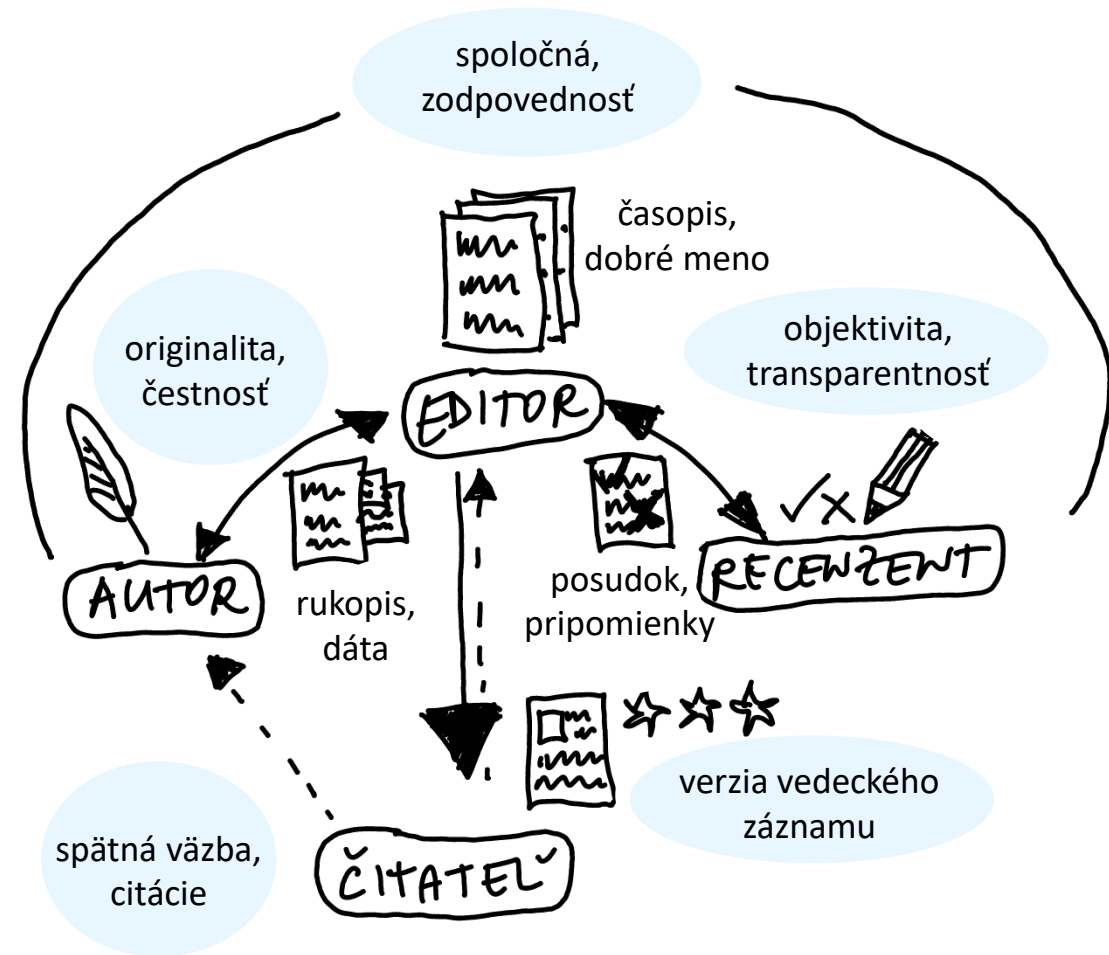 spoločná,
zodpovednosť
časopis,
dobré meno
originalita,
čestnosť
objektivita,
transparentnosť
EDITOR
AUTOR
rukopis,
dáta
posudok,
pripomienky
RECENZENT
verzia vedeckého
záznamu
spätná väzba,
citácie
ČITATEĽ